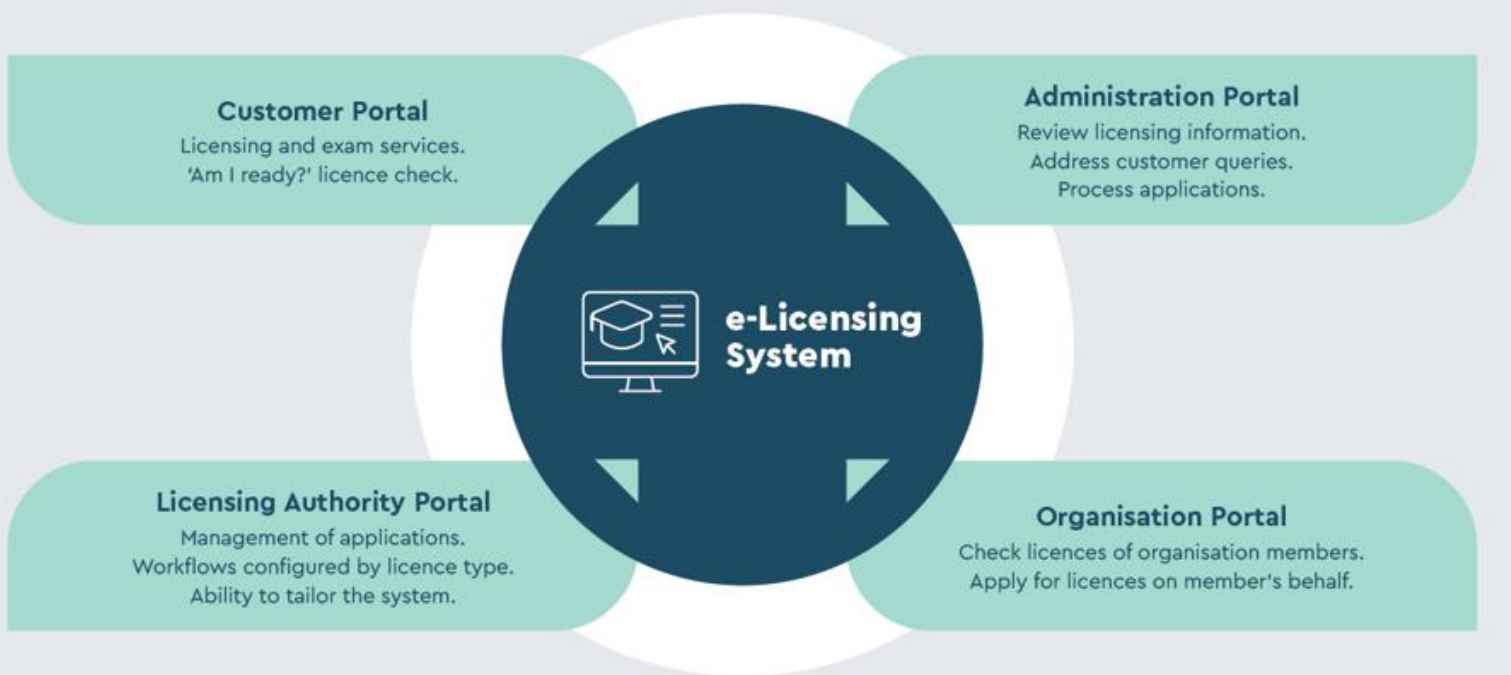 Customer Portal
Licensing and exam services.
‘Am I ready?’ licence check.
Administration Portal
Review licensing information.
Address customer queries.
Process applications.
e-Licensing
System
Licensing Authority Portal
Management of applications.
Workflows configured by licence type.
Ability to tailor the system.
Organisation Portal
Check licences of organisation members.
Apply for licences on member’s behalf.